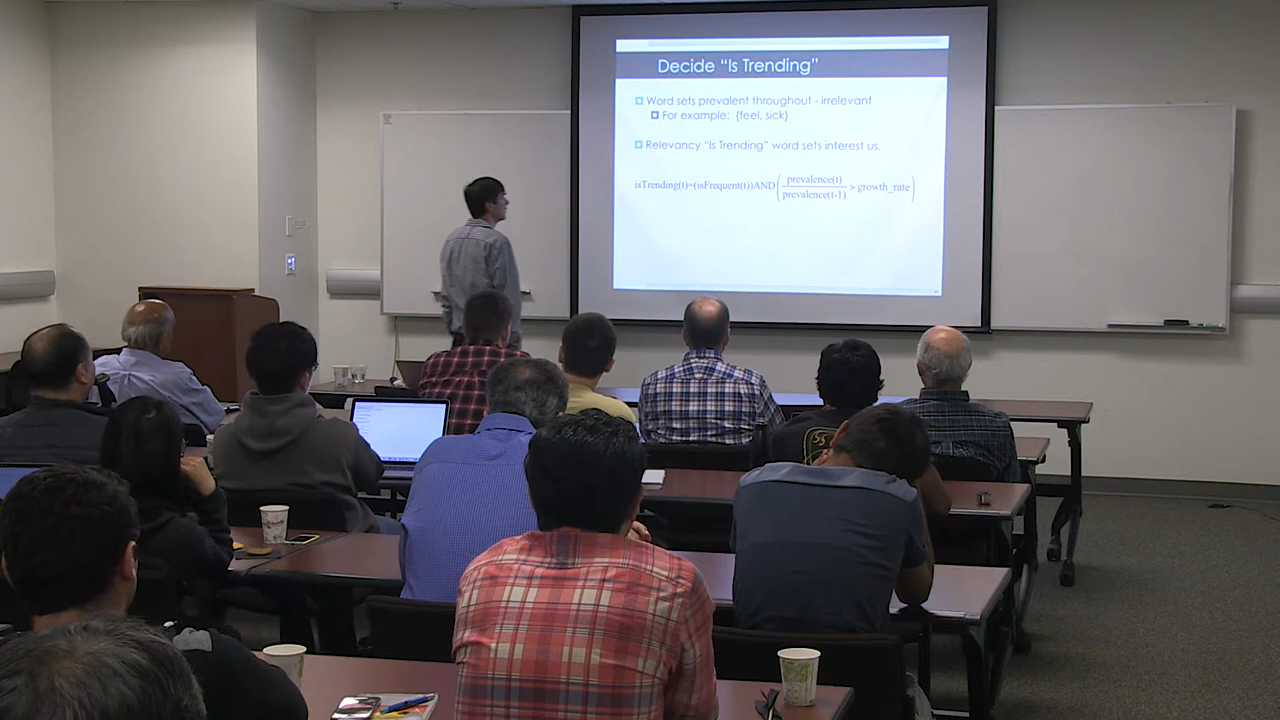 Decide “Is Trending”
Word sets prevalent throughout - irrelevant
For example: {feel, sick}
Relevancy “Is Trending” word sets interest us.
isTrending(t)=(isFrequent(t))AND(prevalence(t)/prevalence(t-1) > growth_rate)